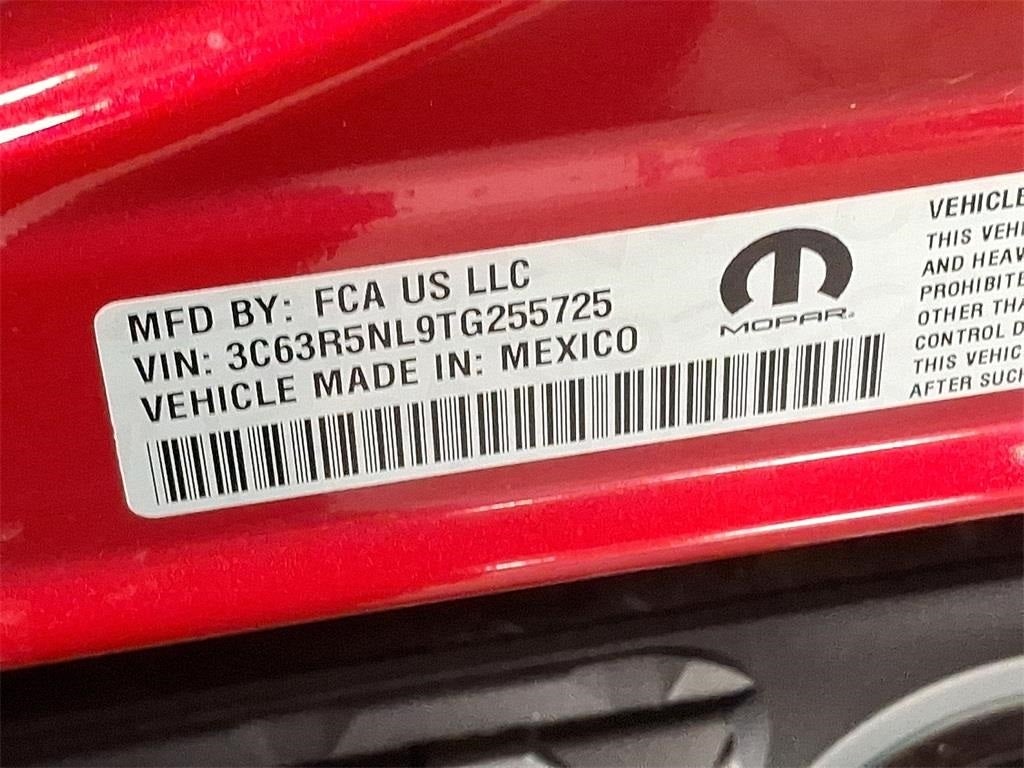 MFD BY: FCA US LLC
VIN: 3C63R5NL9TG255725
VEHICLE MADE IN: MEXICO
MOPAR®
VEHICLE
THIS VEHI
AND HEAV
PROHIBITE
OTHER THA
CONTROL D
THIS VEHIC
AFTER SUCH